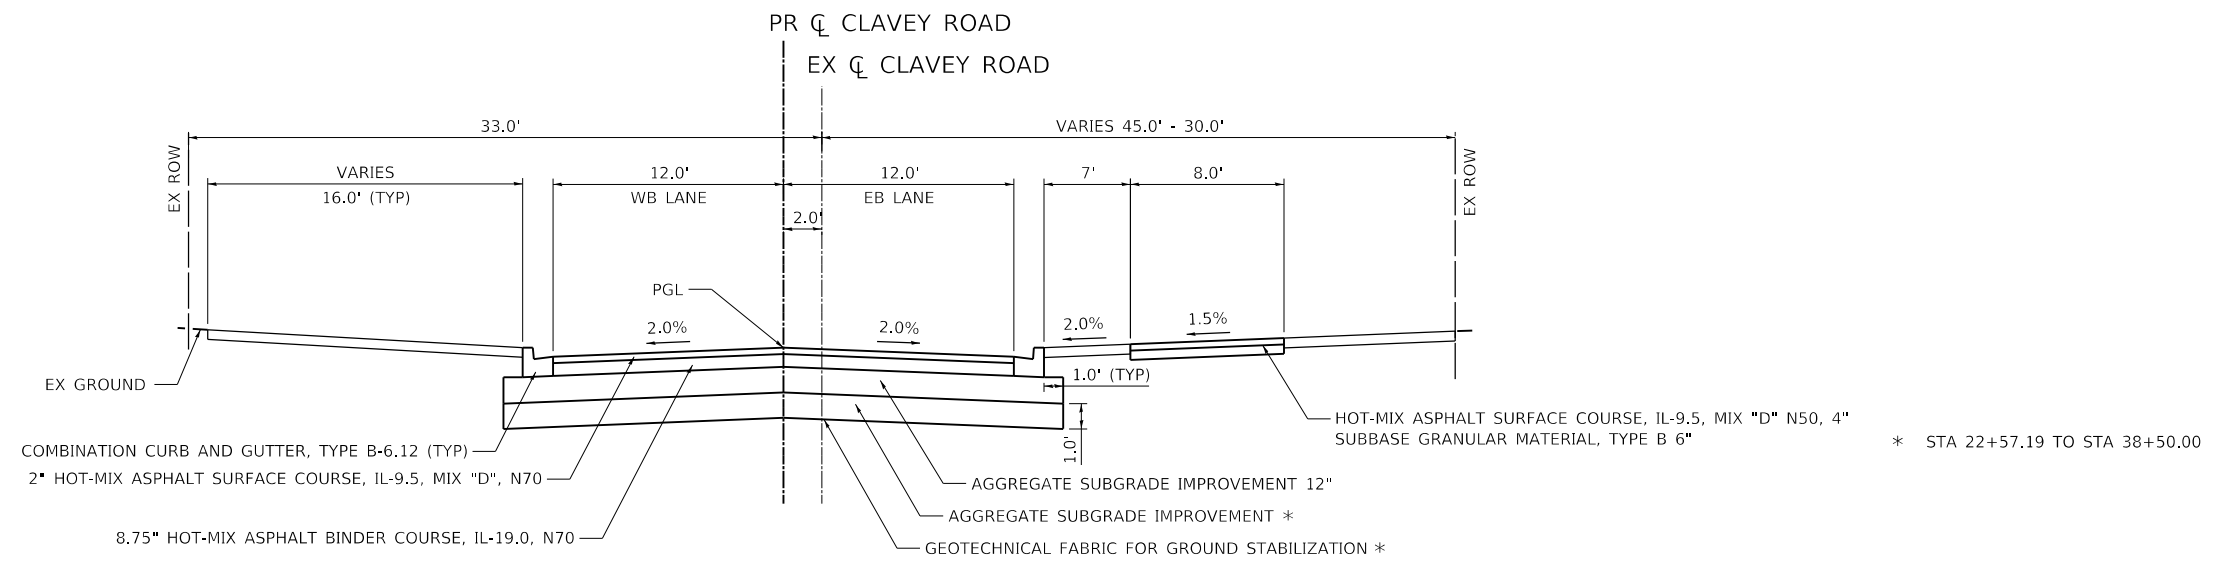 PR ℄ CLAVEY ROAD
EX ℄ CLAVEY ROAD
33.0'
VARIES 45.0' - 30.0'
EX ROW
VARIES
16.0' (TYP)
12.0'
WB LANE
12.0'
EB LANE
7'
8.0'
EX ROW
2.0'
PGL
2.0%
2.0%
2.0%
1.5%
EX GROUND
1.0' (TYP)
1.0'
HOT-MIX ASPHALT SURFACE COURSE, IL-9.5, MIX "D" N50, 4"
SUBBASE GRANULAR MATERIAL, TYPE B 6"
* STA 22+57.19 TO STA 38+50.00
COMBINATION CURB AND GUTTER, TYPE B-6.12 (TYP)
2" HOT-MIX ASPHALT SURFACE COURSE, IL-9.5, MIX "D", N70
AGGREGATE SUBGRADE IMPROVEMENT 12"
AGGREGATE SUBGRADE IMPROVEMENT *
8.75" HOT-MIX ASPHALT BINDER COURSE, IL-19.0, N70
GEOTECHNICAL FABRIC FOR GROUND STABILIZATION *